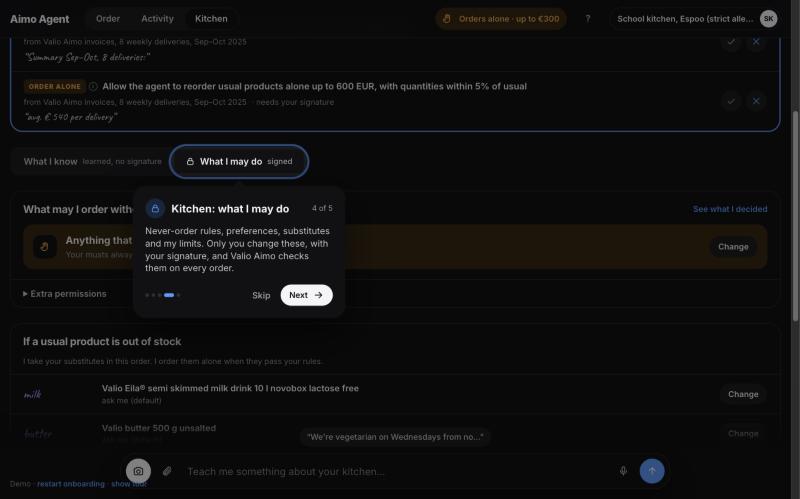 Aimo Agent
Order
Activity
Kitchen
Orders alone · up to €300
?
School kitchen, Espoo (strict alle...
SK
from Valio Aimo invoices, 8 weekly deliveries, Sep–Oct 2025
"Summary Sep–Oct, 8 deliveries:"
ORDER ALONE
Allow the agent to reorder usual products alone up to 600 EUR, with quantities within 5% of usual
from Valio Aimo invoices, 8 weekly deliveries, Sep–Oct 2025 · needs your signature
"avg. € 540 per delivery"
What I know learned, no signature
What I may do signed
What may I order with
See what I decided
Kitchen: what I may do
4 of 5
Never-order rules, preferences, substitutes
and my limits. Only you change these, with
your signature, and Valio Aimo checks
them on every order.
Skip
Next
Anything that
Your musts alway
Change
Extra permissions
If a usual product is out of stock
I take your substitutes in this order. I order them alone when they pass your rules.
milk
Valio Eila® semi skimmed milk drink 10 l novobox lactose free
ask me (default)
Change
butter
Valio butter 500 g unsalted
ask me (default)
Change
"We're vegetarian on Wednesdays from no..."
Teach me something about your kitchen...
Demo · restart onboarding · show tour